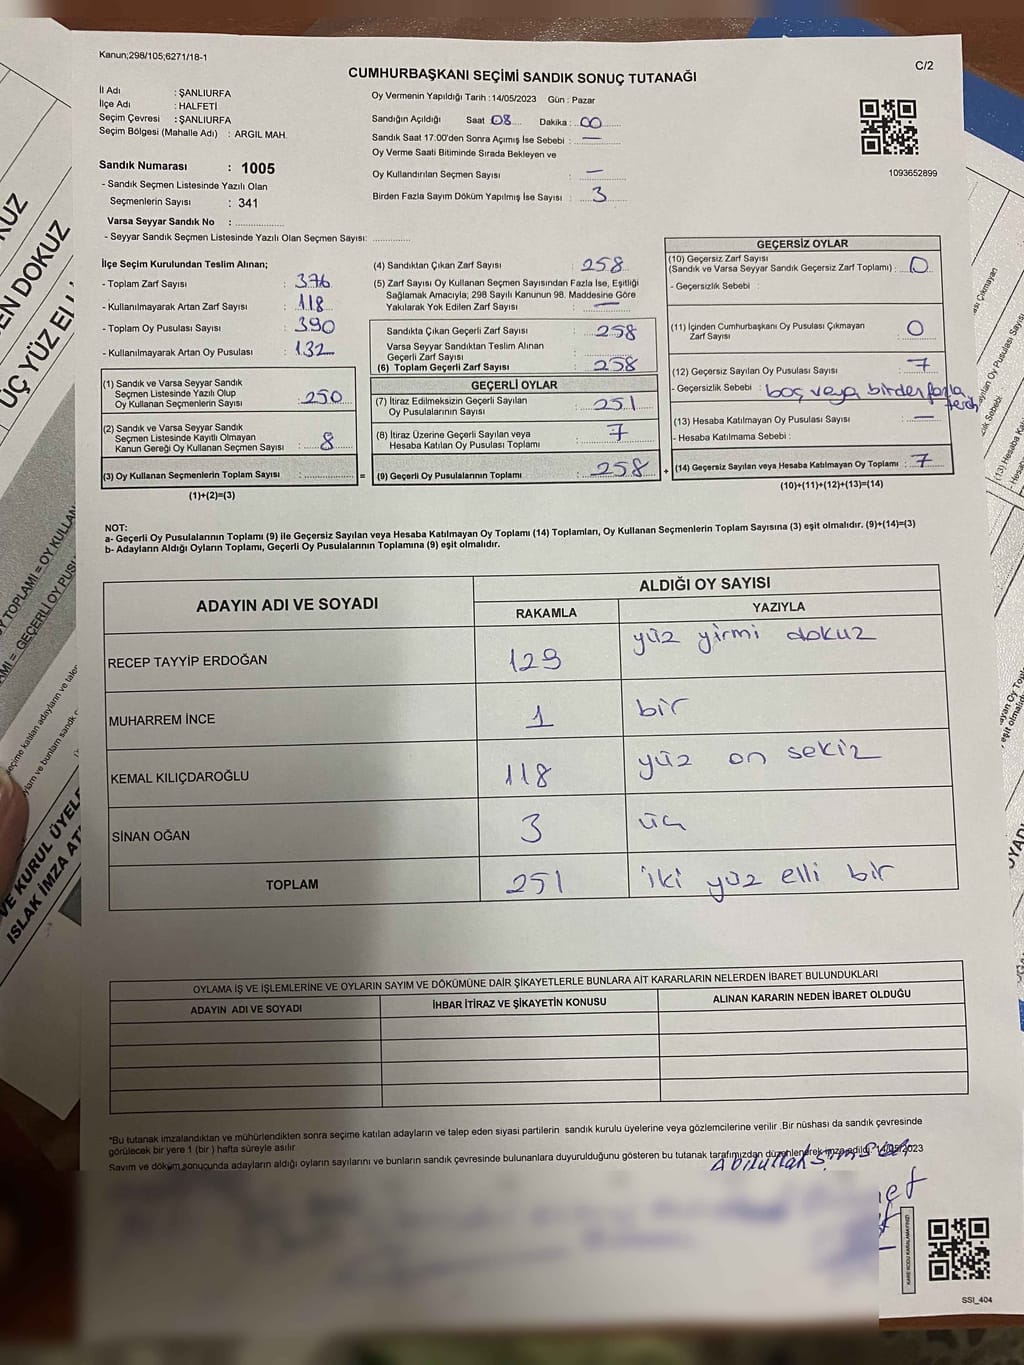 Kanun;298/105;6271/18-1
C/2
CUMHURBAŞKANI SEÇİMİ SANDIK SONUÇ TUTANAĞI
İl Adı : ŞANLIURFA
İlçe Adı : HALFETİ
Seçim Çevresi : ŞANLIURFA
Seçim Bölgesi (Mahalle Adı) : ARGIL MAH.
Sandık Numarası : 1005
- Sandık Seçmen Listesinde Yazılı Olan
Seçmenlerin Sayısı : 341
Varsa Seyyar Sandık No :
- Seyyar Sandık Seçmen Listesinde Yazılı Olan Seçmen Sayısı:
Oy Vermenin Yapıldığı Tarih : 14/05/2023 Gün : Pazar
Sandığın Açıldığı Saat 08 Dakika : 00
Sandık Saat 17:00'den Sonra Açımış İse Sebebi : —
Oy Verme Saati Bitiminde Sırada Bekleyen ve
Oy Kullandırılan Seçmen Sayısı : —
Birden Fazla Sayım Döküm Yapılmış İse Sayısı : 3
1093652899
İlçe Seçim Kurulundan Teslim Alınan;
- Toplam Zarf Sayısı : 376
- Kullanılmayarak Artan Zarf Sayısı : 118
- Toplam Oy Pusulası Sayısı : 390
- Kullanılmayarak Artan Oy Pusulası : 132
(1) Sandık ve Varsa Seyyar Sandık
Seçmen Listesinde Yazılı Olup
Oy Kullanan Seçmenlerin Sayısı : 250
(2) Sandık ve Varsa Seyyar Sandık
Seçmen Listesinde Kayıtlı Olmayan
Kanun Gereği Oy Kullanan Seçmen Sayısı : 8
(3) Oy Kullanan Seçmenlerin Toplam Sayısı :
(1)+(2)=(3)
=
(4) Sandıktan Çıkan Zarf Sayısı : 258
(5) Zarf Sayısı Oy Kullanan Seçmen Sayısından Fazla İse, Eşitliği
Sağlamak Amacıyla; 298 Sayılı Kanunun 98. Maddesine Göre
Yakılarak Yok Edilen Zarf Sayısı : —
Sandıkta Çıkan Geçerli Zarf Sayısı : 258
Varsa Seyyar Sandıktan Teslim Alınan
Geçerli Zarf Sayısı :
(6) Toplam Geçerli Zarf Sayısı : 258
GEÇERLİ OYLAR
(7) İtiraz Edilmeksizin Geçerli Sayılan
Oy Pusulalarının Sayısı : 251
(8) İtiraz Üzerine Geçerli Sayılan veya
Hesaba Katılan Oy Pusulası Toplamı : 7
(9) Geçerli Oy Pusulalarının Toplamı : 258
+
GEÇERSİZ OYLAR
(10) Geçersiz Zarf Sayısı
(Sandık ve Varsa Seyyar Sandık Geçersiz Zarf Toplamı) : 0
- Geçersizlik Sebebi :
(11) İçinden Cumhurbaşkanı Oy Pusulası Çıkmayan
Zarf Sayısı : 0
(12) Geçersiz Sayılan Oy Pusulası Sayısı : 7
- Geçersizlik Sebebi : boş veya birden fazla
terch
(13) Hesaba Katılmayan Oy Pusulası Sayısı : —
- Hesaba Katılmama Sebebi :
(14) Geçersiz Sayılan veya Hesaba Katılmayan Oy Toplamı : 7
(10)+(11)+(12)+(13)=(14)
NOT:
a- Geçerli Oy Pusulalarının Toplamı (9) ile Geçersiz Sayılan veya Hesaba Katılmayan Oy Toplamı (14) Toplamları, Oy Kullanan Seçmenlerin Toplam Sayısına (3) eşit olmalıdır. (9)+(14)=(3)
b- Adayların Aldığı Oyların Toplamı, Geçerli Oy Pusulalarının Toplamına (9) eşit olmalıdır.
ADAYIN ADI VE SOYADI
ALDIĞI OY SAYISI
RAKAMLA YAZIYLA
RECEP TAYYİP ERDOĞAN 129 yüz yirmi dokuz
MUHARREM İNCE 1 bir
KEMAL KILIÇDAROĞLU 118 yüz on sekiz
SİNAN OĞAN 3 üç
TOPLAM 251 iki yüz elli bir
OYLAMA İŞ VE İŞLEMLERİNE VE OYLARIN SAYIM VE DÖKÜMÜNE DAİR ŞİKAYETLERLE BUNLARA AİT KARARLARIN NELERDEN İBARET BULUNDUKLARI
ADAYIN ADI VE SOYADI İHBAR İTİRAZ VE ŞİKAYETİN KONUSU ALINAN KARARIN NEDEN İBARET OLDUĞU
*Bu tutanak imzalandıktan ve mühürlendikten sonra seçime katılan adayların ve talep eden siyasi partilerin sandık kurulu üyelerine veya gözlemcilerine verilir .Bir nüshası da sandık çevresinde
görülecek bir yere 1 (bir ) hafta süreyle asılır
Sayım ve döküm sonucunda adayların aldığı oyların sayılarını ve bunların sandık çevresinde bulunanlara duyurulduğunu gösteren bu tutanak tarafımızdan düzenlenerek imza edildi. 14/05/2023
KARE KODU KARALAMAYINIZ!
SSI_404
EN DOKUZ
ÜÇ YÜZ ELL
VE KURUL ÜYELE
ISLAK İMZA AT